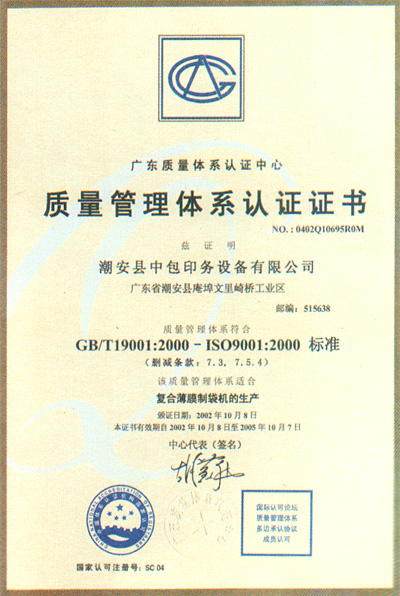 广东质量体系认证中心
质量管理体系认证证书
NO.: 0402Q10695R0M
兹证明
潮安县中包印务设备有限公司
广东省潮安县庵埠文里崎桥工业区
邮编: 515638
质量管理体系符合
GB/T19001:2000－ISO9001:2000 标准
(删减条款: 7.3, 7.5.4)
该质量管理体系适合
复合薄膜制袋机的生产
颁证日期: 2002 年 10 月 8 日
本证书有效期自 2002 年 10 月 8 日至 2005 年 10 月 7 日
中心代表 (签名)
国际认可论坛
质量管理体系
多边承认协议
成员认可
国家认可注册号: SC 04